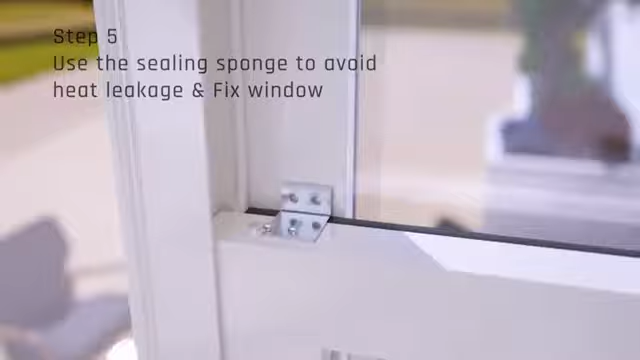 Step 5
Use the sealing sponge to avoid
heat leakage & Fix window